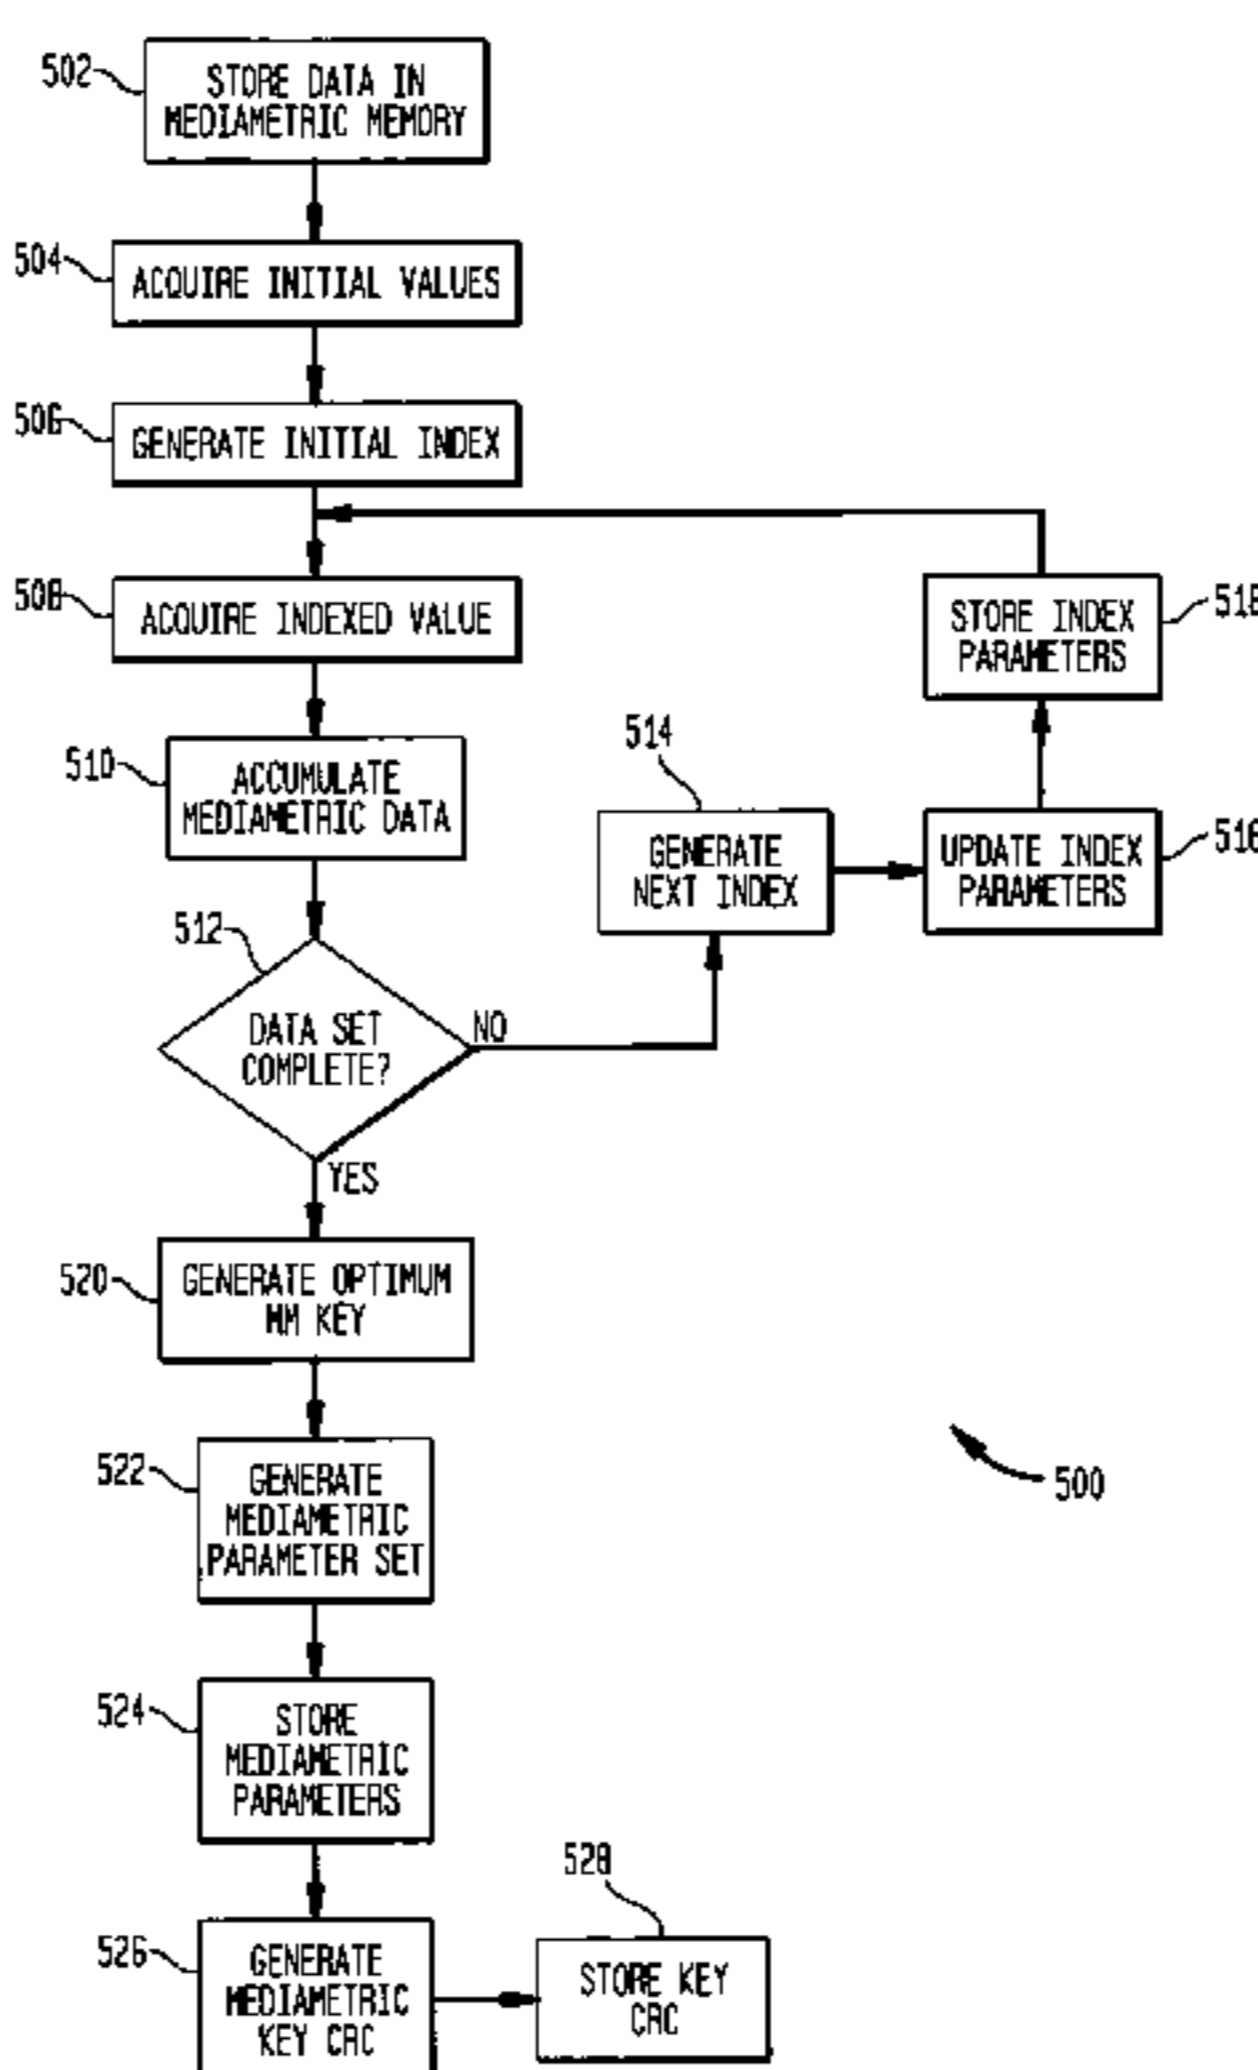 502
STORE DATA IN
MEDIAMETRIC MEMORY
504
ACQUIRE INITIAL VALUES
506
GENERATE INITIAL INDEX
508
ACQUIRE INDEXED VALUE
STORE INDEX
PARAMETERS
518
510
ACCUMULATE
MEDIAMETRIC DATA
514
GENERATE
NEXT INDEX
UPDATE INDEX
PARAMETERS
516
512
DATA SET
COMPLETE?
NO
YES
520
GENERATE OPTIMUM
MM KEY
522
GENERATE
MEDIAMETRIC
PARAMETER SET
500
524
STORE
MEDIAMETRIC
PARAMETERS
526
GENERATE
MEDIAMETRIC
KEY CRC
528
STORE KEY
CRC